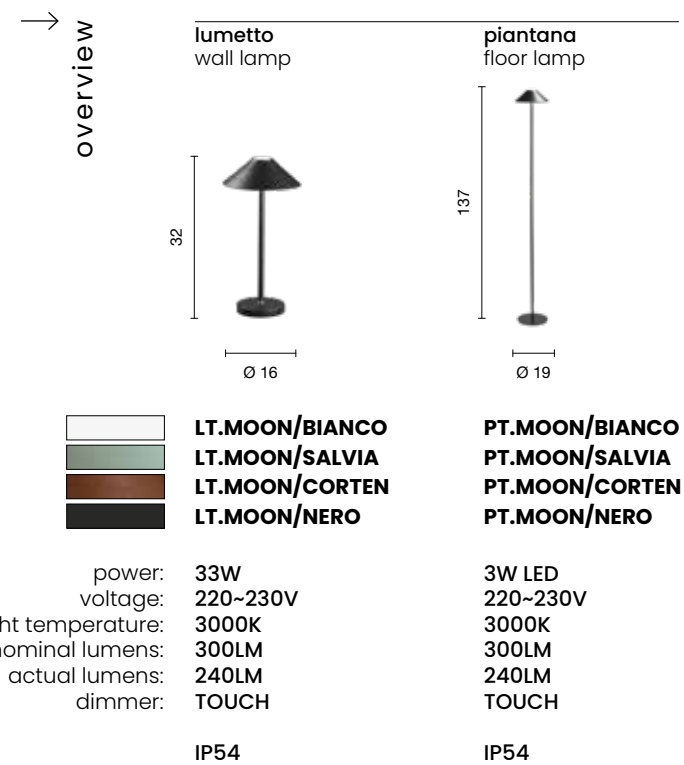 overview
lumetto
wall lamp
piantana
floor lamp
32
137
Ø 16
Ø 19
LT.MOON/BIANCO
LT.MOON/SALVIA
LT.MOON/CORTEN
LT.MOON/NERO
PT.MOON/BIANCO
PT.MOON/SALVIA
PT.MOON/CORTEN
PT.MOON/NERO
power: 33W 3W LED
voltage: 220~230V 220~230V
ht temperature: 3000K 3000K
nominal lumens: 300LM 300LM
actual lumens: 240LM 240LM
dimmer: TOUCH TOUCH
IP54 IP54